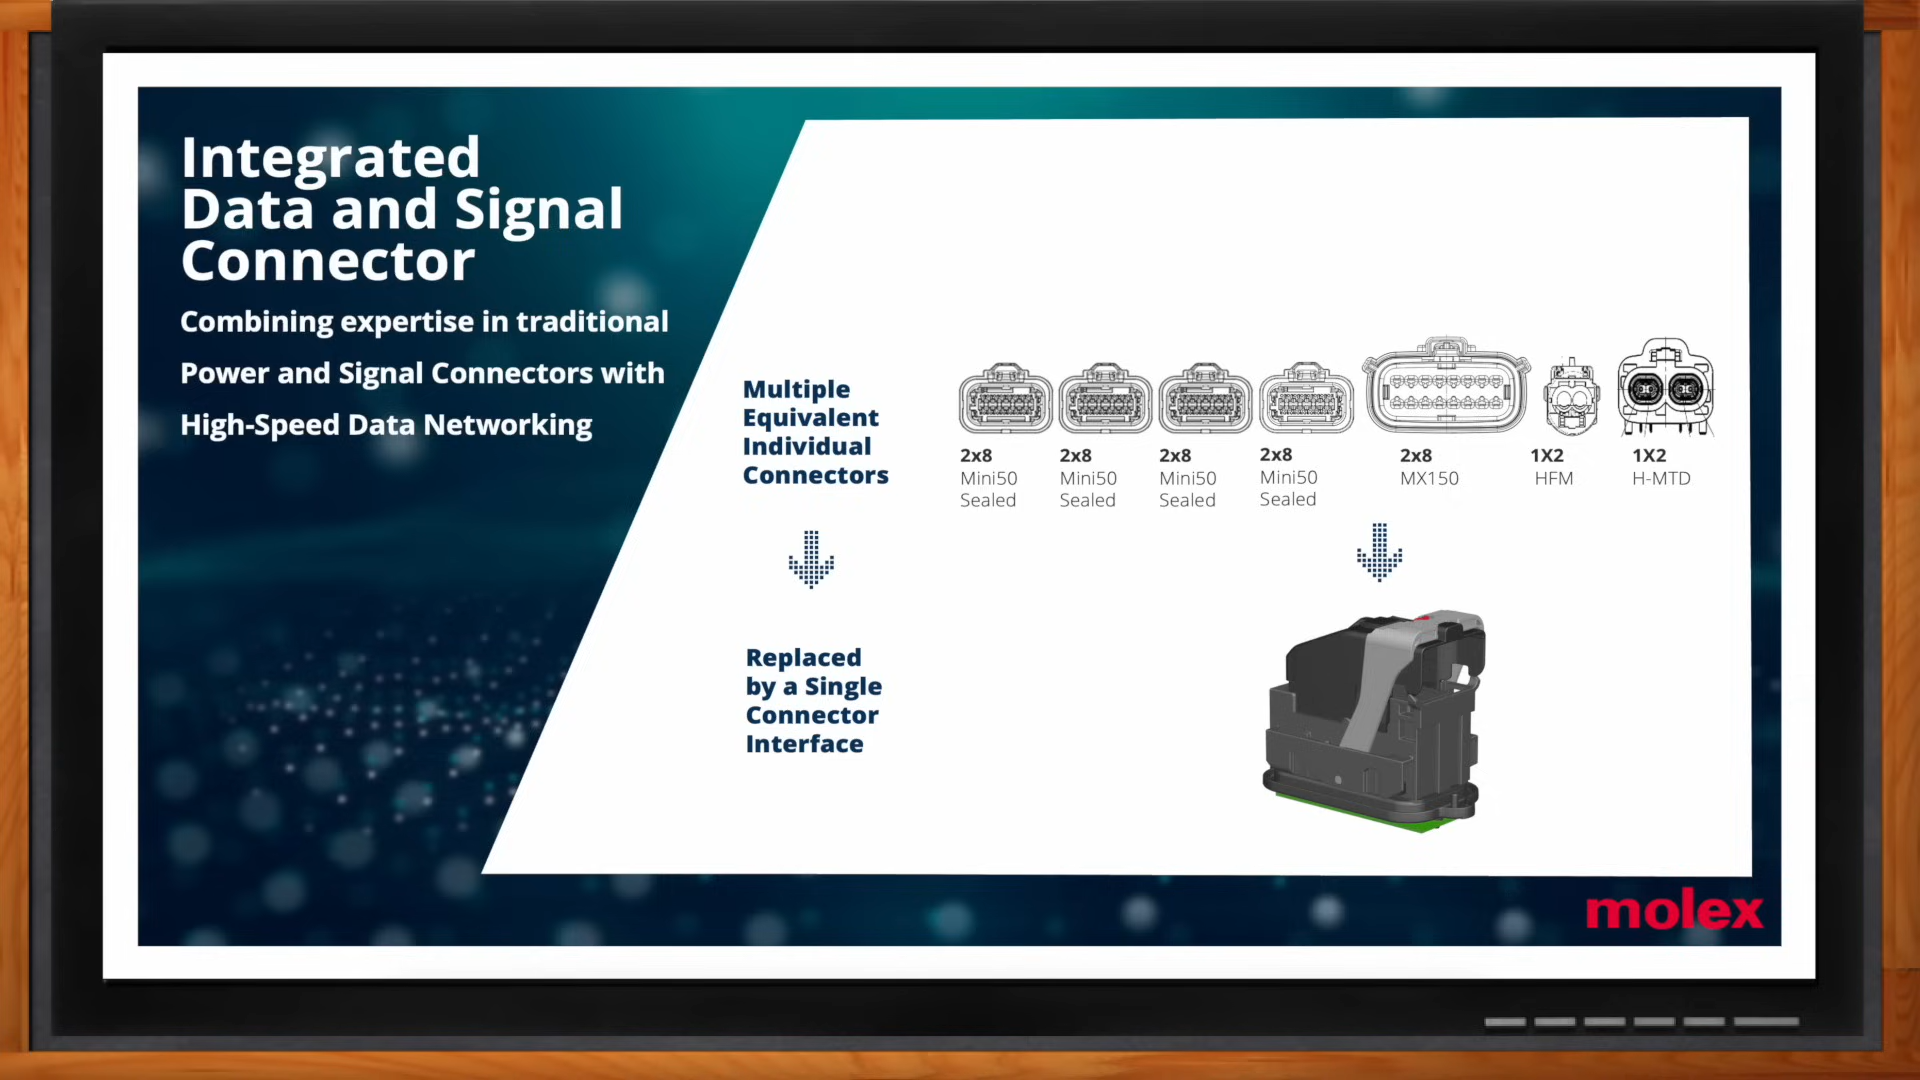 Integrated
Data and Signal
Connector
Combining expertise in traditional
Power and Signal Connectors with
High-Speed Data Networking
Multiple
Equivalent
Individual
Connectors
2x8
Mini50
Sealed
2x8
Mini50
Sealed
2x8
Mini50
Sealed
2x8
Mini50
Sealed
2x8
MX150
1X2
HFM
1X2
H-MTD
Replaced
by a Single
Connector
Interface
molex